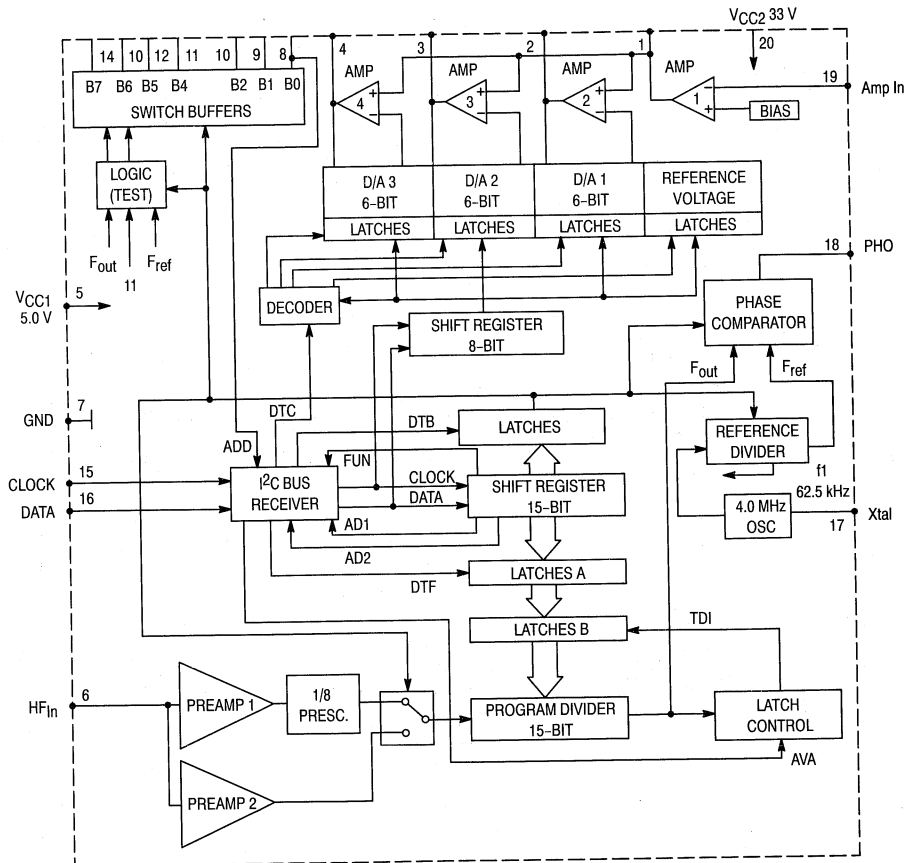 VCC2 33 V
20
14 10 12 11 10 9 8
4 3 2 1
B7 B6 B5 B4 B2 B1 B0
SWITCH BUFFERS
AMP AMP AMP AMP
4 + −
3 + −
2 + −
1 − +
19
Amp In
BIAS
LOGIC
(TEST)
Fout 11 Fref
D/A 3
6–BIT
D/A 2
6–BIT
D/A 1
6–BIT
REFERENCE
VOLTAGE
LATCHES LATCHES LATCHES LATCHES
18
PHO
VCC1
5.0 V
5
DECODER
SHIFT REGISTER
8–BIT
PHASE
COMPARATOR
Fout
Fref
GND
7
DTC
ADD
DTB
LATCHES
REFERENCE
DIVIDER
f1
62.5 kHz
CLOCK
15
DATA
16
I2C BUS
RECEIVER
FUN
CLOCK
DATA
SHIFT REGISTER
15–BIT
AD1
AD2
4.0 MHz
OSC
17
Xtal
DTF
LATCHES A
LATCHES B
TDI
HFIn
6
PREAMP 1
1/8
PRESC.
PROGRAM DIVIDER
15–BIT
LATCH
CONTROL
AVA
PREAMP 2